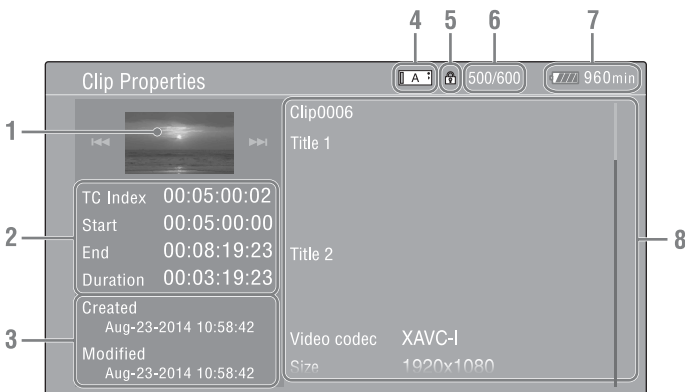 4 5 6 7
Clip Properties A 500/600 960min
1
Clip0006
Title 1
2
TC Index 00:05:00:02
Start 00:05:00:00
End 00:08:19:23
Duration 00:03:19:23
Title 2
8
3
Created
Aug-23-2014 10:58:42
Modified
Aug-23-2014 10:58:42
Video codec XAVC-I
Size 1920x1080